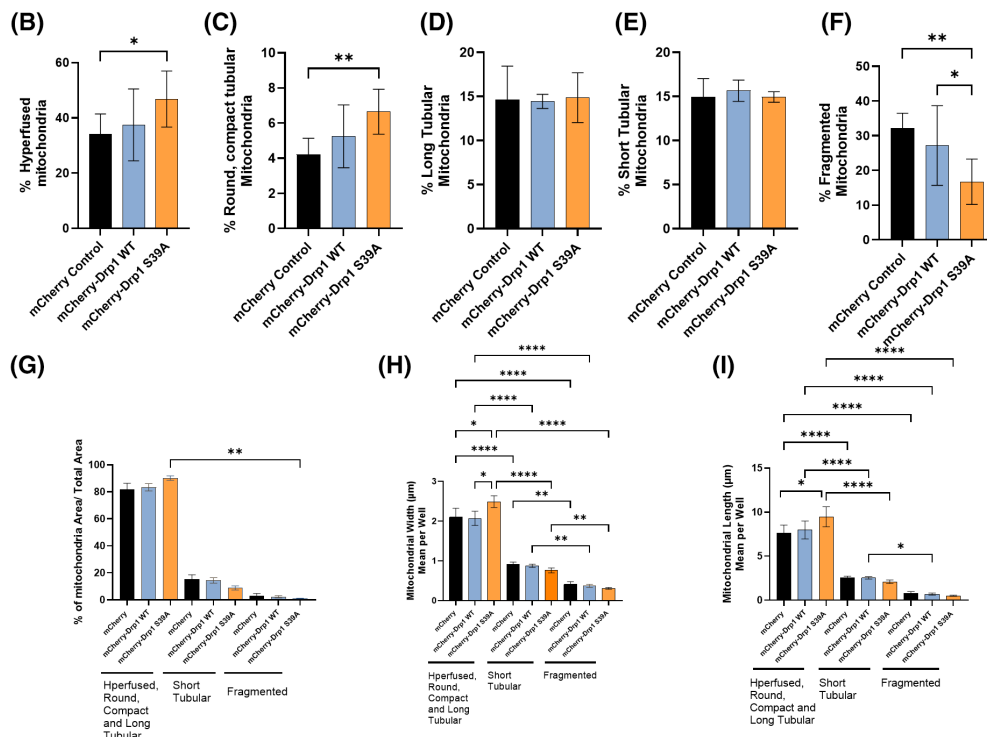 (B)
*
% Hyperfused
mitochondria
60
40
20
0
mCherry Control
mCherry-Drp1 WT
mCherry-Drp1 S39A
(C)
**
% Round, compact tubular
Mitochondria
10
8
6
4
2
0
mCherry Control
mCherry-Drp1 WT
mCherry-Drp1 S39A
(D)
% Long Tubular
Mitochondria
20
15
10
5
0
mCherry Control
mCherry-Drp1 WT
mCherry-Drp1 S39A
(E)
% Short Tubular
Mitochondria
20
15
10
5
0
mCherry Control
mCherry-Drp1 WT
mCherry-Drp1 S39A
(F)
**
*
% Fragmented
Mitochondria
50
40
30
20
10
0
mCherry Control
mCherry-Drp1 WT
mCherry-Drp1 S39A
(G)
**
% of mitochondria Area/ Total Area
100
80
60
40
20
0
mCherry
mCherry-Drp1 WT
mCherry-Drp1 S39A
mCherry
mCherry-Drp1 WT
mCherry-Drp1 S39A
mCherry
mCherry-Drp1 WT
mCherry-Drp1 S39A
Hperfused,
Round,
Compact
and Long
Tubular
Short
Tubular
Fragmented
(H)
****
****
****
*
****
****
*
****
**
**
**
Mitochondrial Width (μm)
Mean per Well
3
2
1
0
mCherry
mCherry-Drp1 WT
mCherry-Drp1 S39A
mCherry
mCherry-Drp1 WT
mCherry-Drp1 S39A
mCherry
mCherry-Drp1 WT
mCherry-Drp1 S39A
Hperfused,
Round,
Compact
and Long
Tubular
Short
Tubular
Fragmented
(I)
****
****
****
****
****
*
****
*
Mitochondrial Length (μm)
Mean per Well
15
10
5
0
mCherry
mCherry-Drp1 WT
mCherry-Drp1 S39A
mCherry
mCherry-Drp1 WT
mCherry-Drp1 S39A
mCherry
mCherry-Drp1 WT
mCherry-Drp1 S39A
Hperfused,
Round,
Compact and
Long Tubular
Short
Tubular
Fragmented